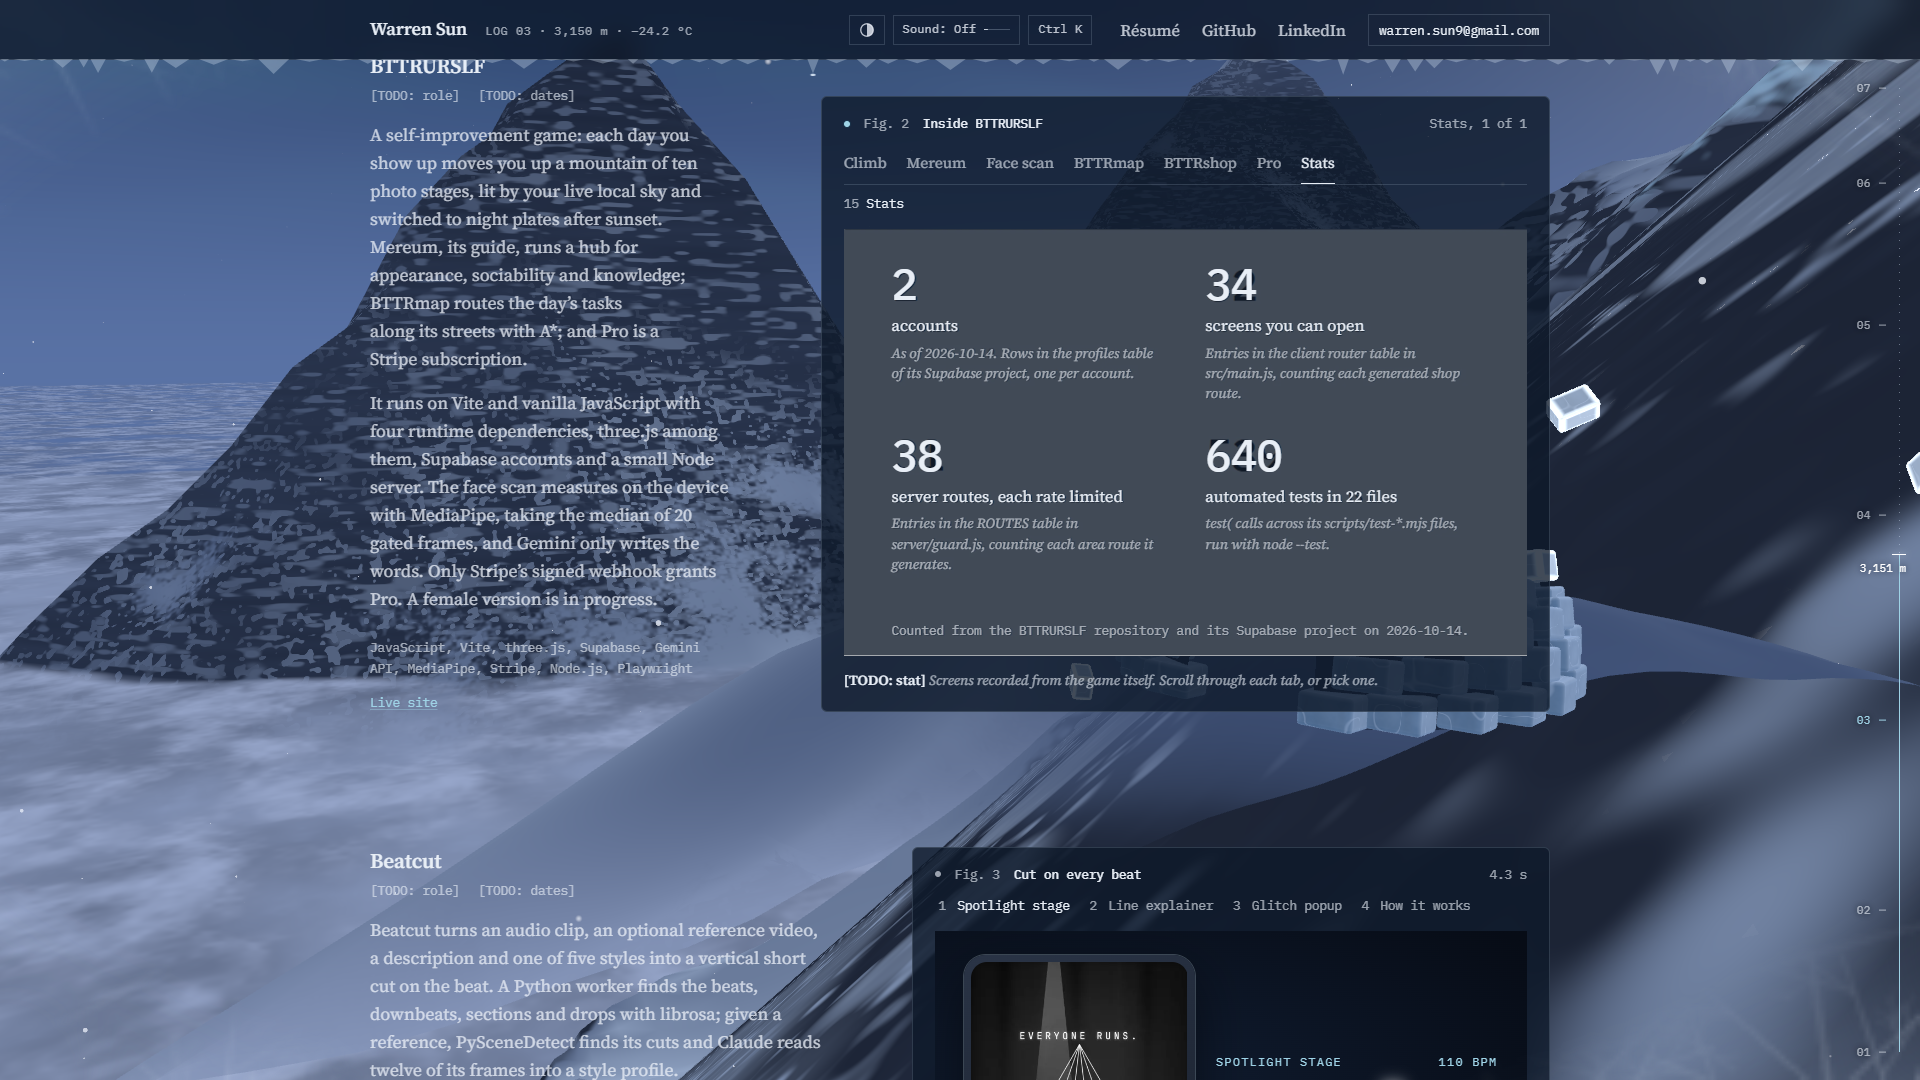 Warren Sun LOG 03 · 3,150 m · −24.2 °C
Sound: Off
Ctrl K
Résumé GitHub LinkedIn warren.sun9@gmail.com
BTTRURSLF
[TODO: role] [TODO: dates]
A self-improvement game: each day you
show up moves you up a mountain of ten
photo stages, lit by your live local sky and
switched to night plates after sunset.
Mereum, its guide, runs a hub for
appearance, sociability and knowledge;
BTTRmap routes the day’s tasks
along its streets with A*; and Pro is a
Stripe subscription.
It runs on Vite and vanilla JavaScript with
four runtime dependencies, three.js among
them, Supabase accounts and a small Node
server. The face scan measures on the device
with MediaPipe, taking the median of 20
gated frames, and Gemini only writes the
words. Only Stripe’s signed webhook grants
Pro. A female version is in progress.
JavaScript, Vite, three.js, Supabase, Gemini
API, MediaPipe, Stripe, Node.js, Playwright
Live site
Fig. 2 Inside BTTRURSLF Stats, 1 of 1
Climb Mereum Face scan BTTRmap BTTRshop Pro Stats
15 Stats
2
accounts
As of 2026-10-14. Rows in the profiles table
of its Supabase project, one per account.
34
screens you can open
Entries in the client router table in
src/main.js, counting each generated shop
route.
38
server routes, each rate limited
Entries in the ROUTES table in
server/guard.js, counting each area route it
generates.
640
automated tests in 22 files
test( calls across its scripts/test-*.mjs files,
run with node --test.
Counted from the BTTRURSLF repository and its Supabase project on 2026-10-14.
[TODO: stat] Screens recorded from the game itself. Scroll through each tab, or pick one.
Beatcut
[TODO: role] [TODO: dates]
Beatcut turns an audio clip, an optional reference video,
a description and one of five styles into a vertical short
cut on the beat. A Python worker finds the beats,
downbeats, sections and drops with librosa; given a
reference, PySceneDetect finds its cuts and Claude reads
twelve of its frames into a style profile.
Fig. 3 Cut on every beat 4.3 s
1 Spotlight stage 2 Line explainer 3 Glitch popup 4 How it works
EVERYONE RUNS.
SPOTLIGHT STAGE 110 BPM
07
06
05
04
3,151 m
03
02
01